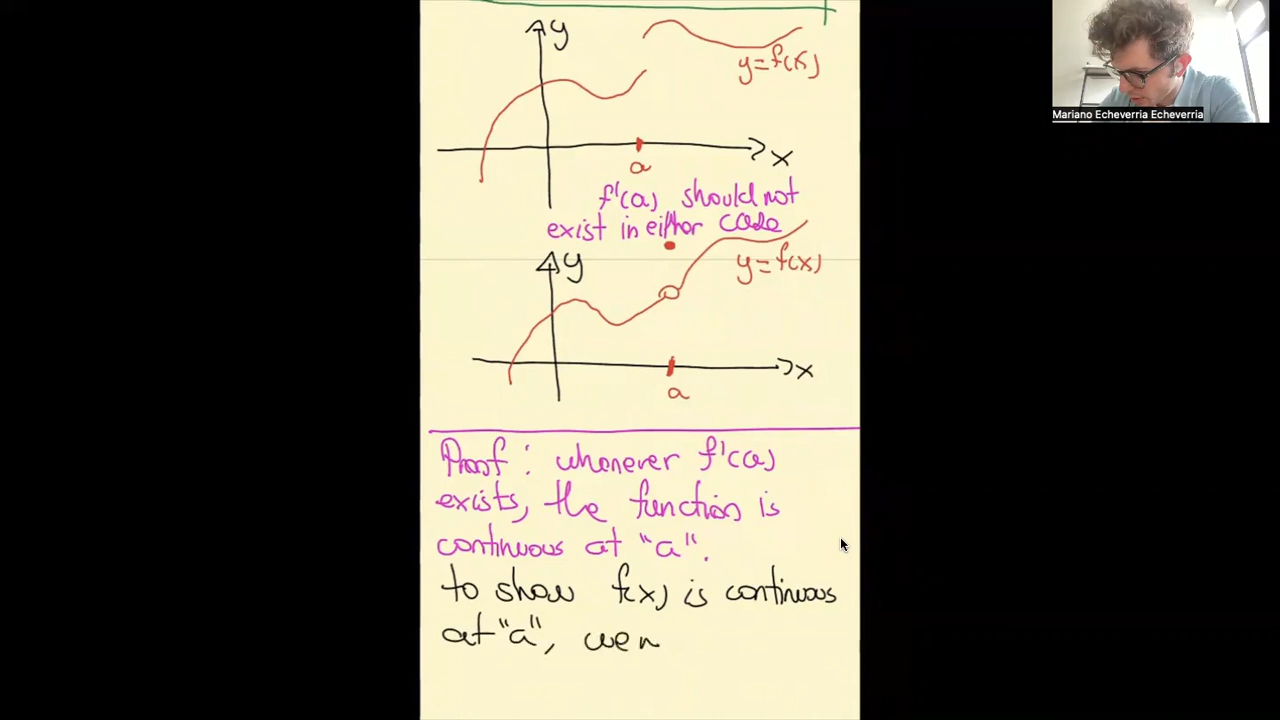 y
y=f(x)
Mariano Echeverria Echeverria
x
a
f'(a) should not
exist in either case
y
y=f(x)
x
a
Proof: whenever f'(a)
exists, the function is
continuous at "a".
to show f(x) is continuous
at "a", we n